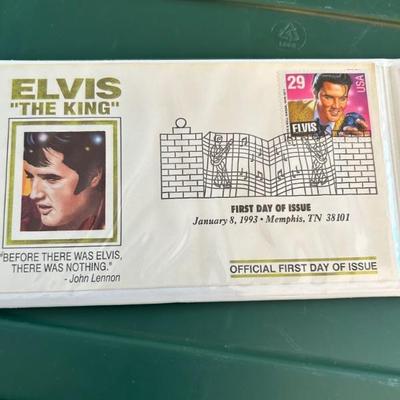 ELVIS
"THE KING"
"BEFORE THERE WAS ELVIS,
THERE WAS NOTHING."
- John Lennon
29
USA
ELVIS
FIRST DAY OF ISSUE
January 8, 1993 • Memphis, TN 38101
OFFICIAL FIRST DAY OF ISSUE